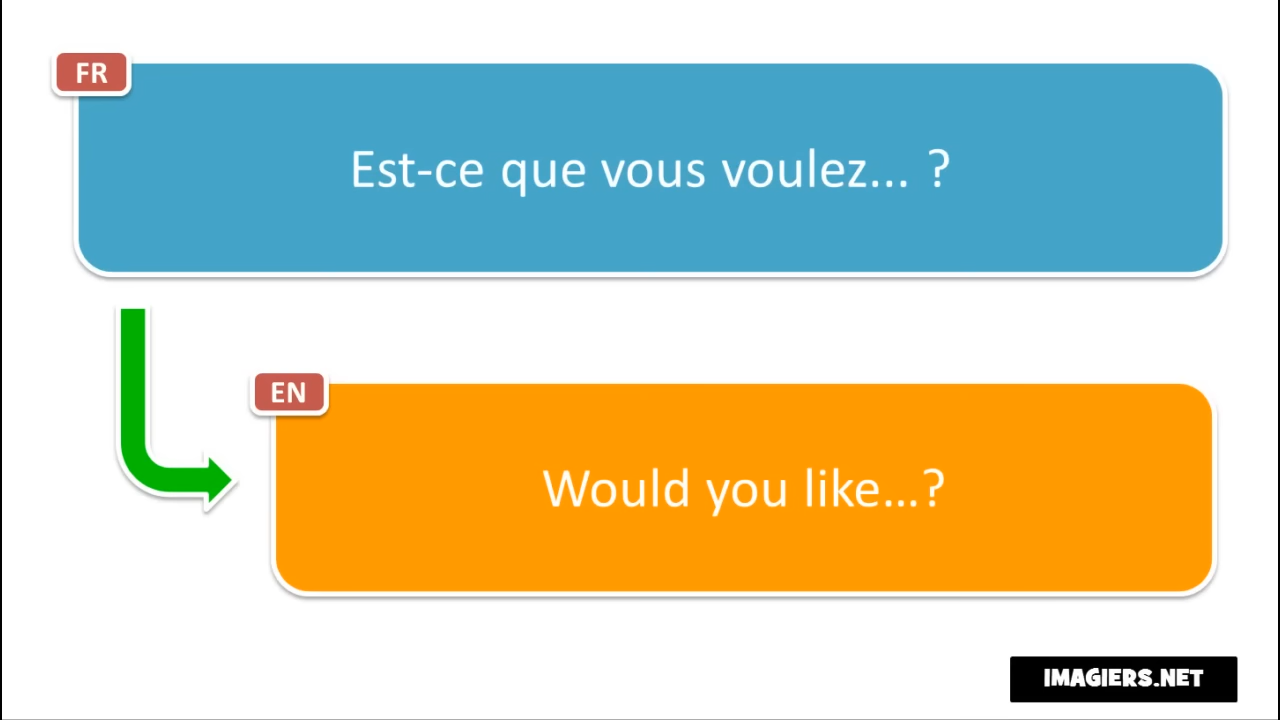 FR
Est-ce que vous voulez... ?
EN
Would you like...?
IMAGIERS.NET